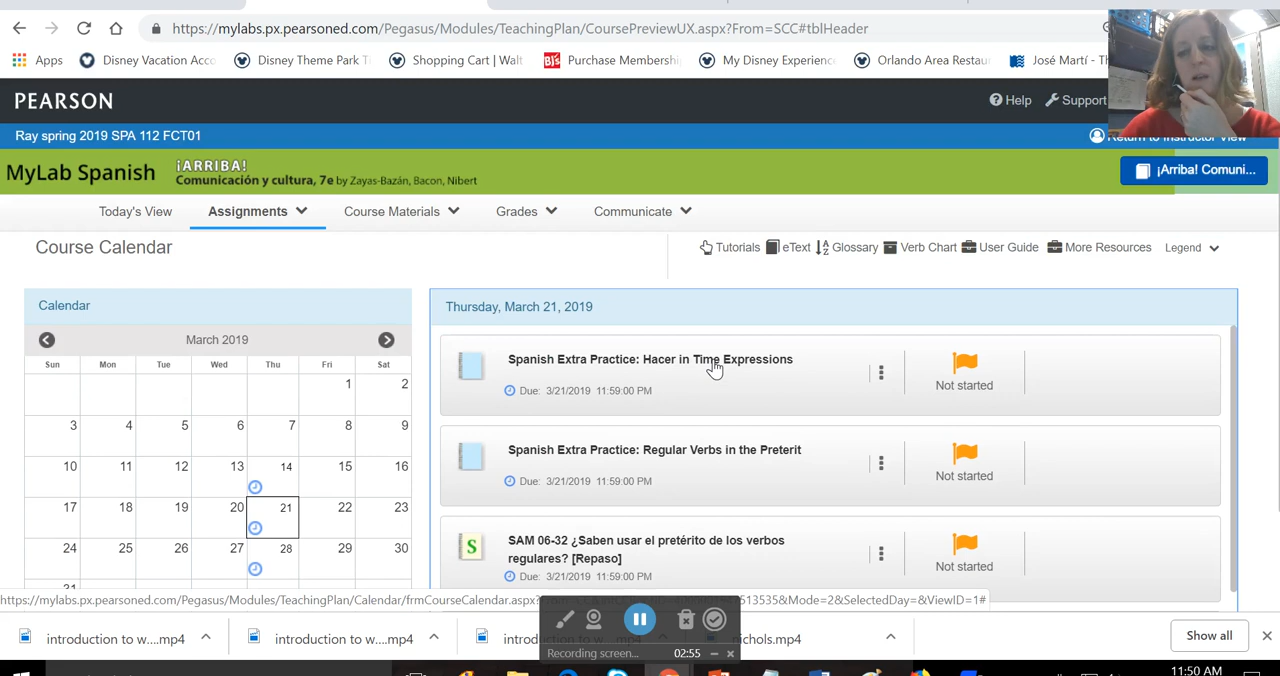 https://mylabs.px.pearsoned.com/Pegasus/Modules/TeachingPlan/CoursePreviewUX.aspx?From=SCC#tblHeader
Apps Disney Vacation Acco Disney Theme Park T Shopping Cart | Walt Purchase Membership My Disney Experience Orlando Area Restau José Martí - Th
PEARSON Help Support
Ray spring 2019 SPA 112 FCT01 Return to Instructor View
MyLab Spanish ¡ARRIBA!
Comunicación y cultura, 7e by Zayas-Bazán, Bacon, Nibert
¡Arriba! Comuni...
Today's View Assignments Course Materials Grades Communicate
Course Calendar
Tutorials eText Glossary Verb Chart User Guide More Resources Legend
Calendar
March 2019
Sun Mon Tue Wed Thu Fri Sat
1 2
3 4 5 6 7 8 9
10 11 12 13 14 15 16
17 18 19 20 21 22 23
24 25 26 27 28 29 30
31
Thursday, March 21, 2019
Spanish Extra Practice: Hacer in Time Expressions
Due: 3/21/2019 11:59:00 PM
Not started
Spanish Extra Practice: Regular Verbs in the Preterit
Due: 3/21/2019 11:59:00 PM
Not started
S
SAM 06-32 ¿Saben usar el pretérito de los verbos
regulares? [Repaso]
Due: 3/21/2019 11:59:00 PM
Not started
introduction to w....mp4 introduction to w....mp4 nichols.mp4 Show all
Recording screen... 02:55
11:50 AM